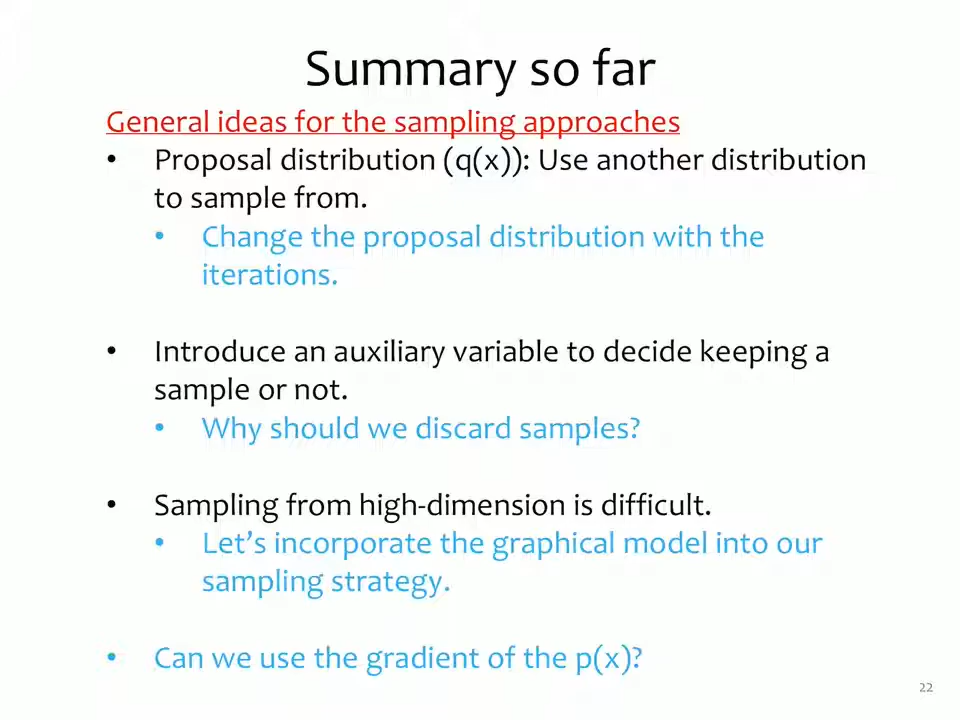 Summary so far
General ideas for the sampling approaches
• Proposal distribution (q(x)): Use another distribution
to sample from.
• Change the proposal distribution with the
iterations.
• Introduce an auxiliary variable to decide keeping a
sample or not.
• Why should we discard samples?
• Sampling from high-dimension is difficult.
• Let's incorporate the graphical model into our
sampling strategy.
• Can we use the gradient of the p(x)?
22